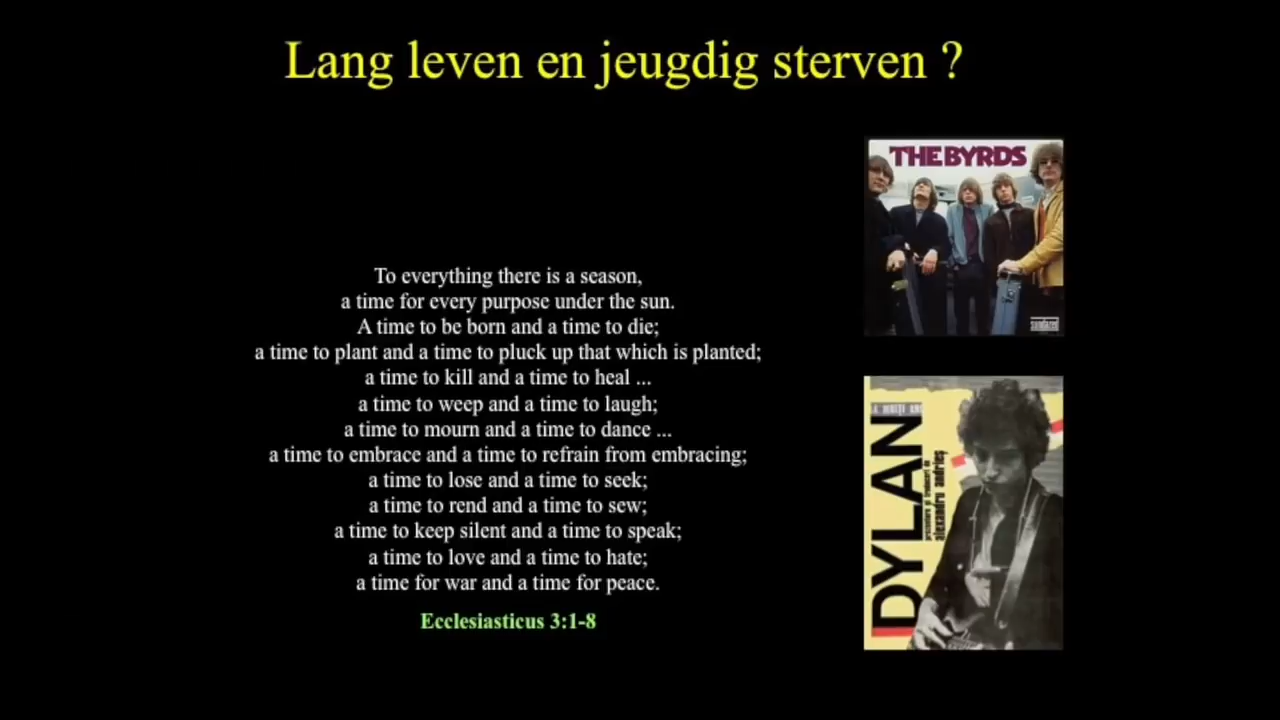 Lang leven en jeugdig sterven ?
THE BYRDS
sundazed
To everything there is a season,
a time for every purpose under the sun.
A time to be born and a time to die;
a time to plant and a time to pluck up that which is planted;
a time to kill and a time to heal ...
a time to weep and a time to laugh;
a time to mourn and a time to dance ...
a time to embrace and a time to refrain from embracing;
a time to lose and a time to seek;
a time to rend and a time to sew;
a time to keep silent and a time to speak;
a time to love and a time to hate;
a time for war and a time for peace.
Ecclesiasticus 3:1-8
DYLAN
alexandru andrieş